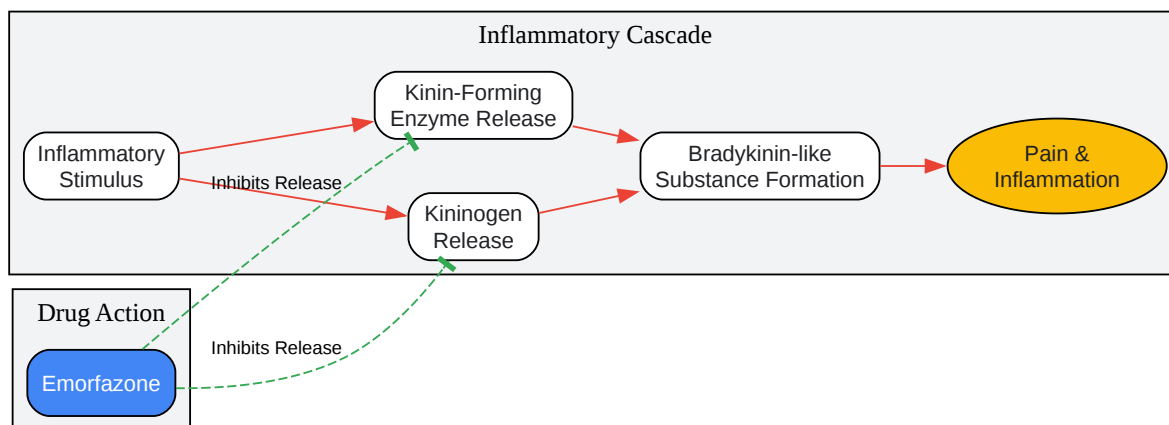 Inflammatory Cascade
Kinin-Forming
Enzyme Release
Inflammatory
Stimulus
Bradykinin-like
Substance Formation
Pain &
Inflammation
Inhibits Release
Kininogen
Release
Drug Action
Inhibits Release
Emorfazone